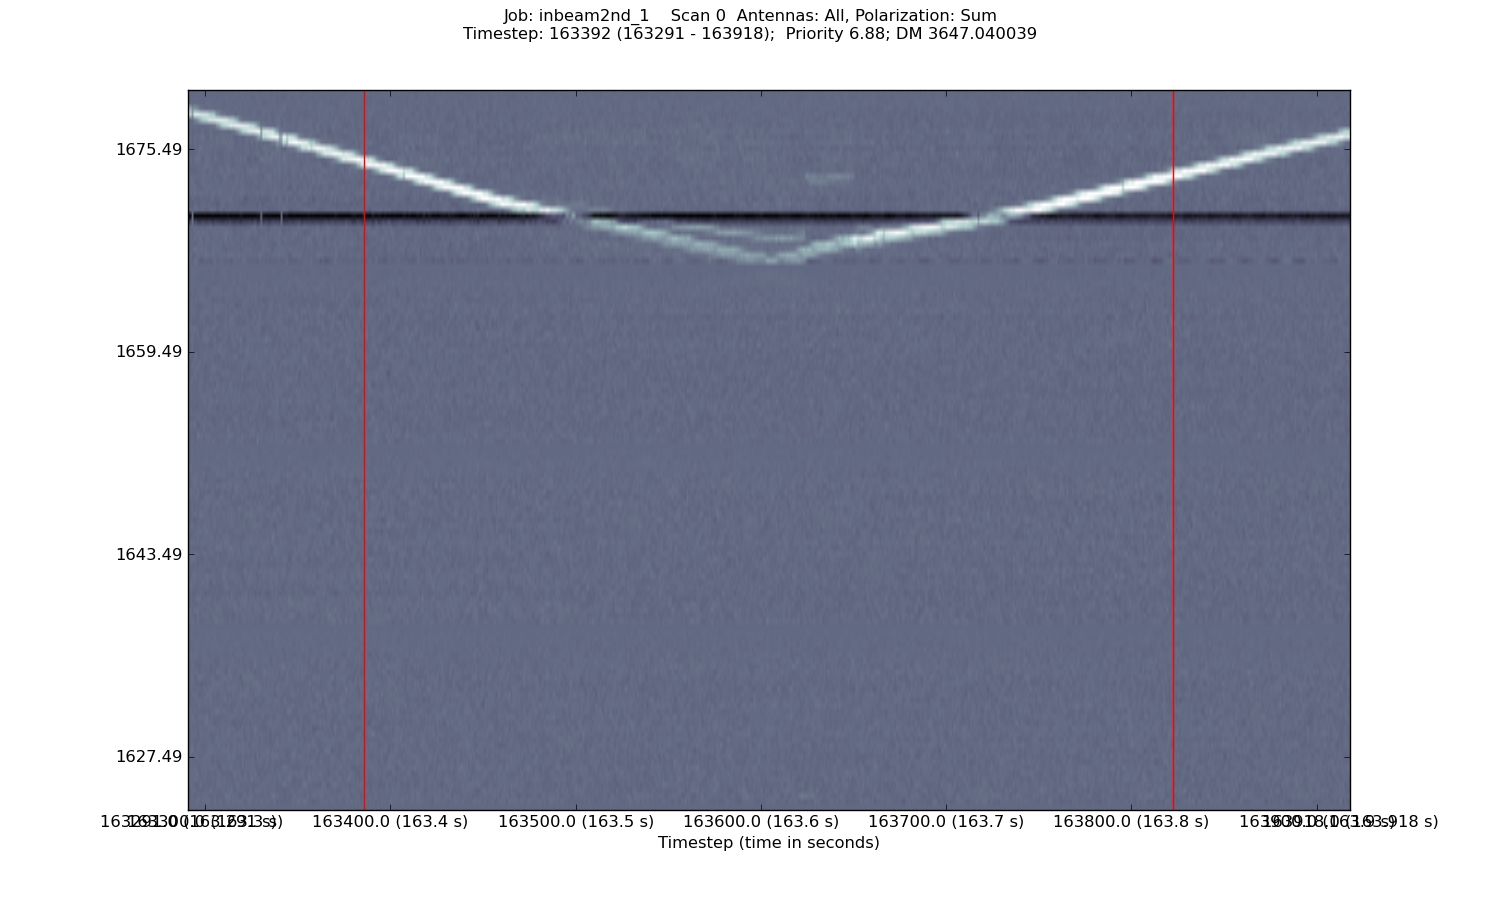 Job: inbeam2nd_1    Scan 0  Antennas: All, Polarization: Sum
Timestep: 163392 (163291 - 163918);  Priority 6.88; DM 3647.040039
1675.49
1659.49
1643.49
1627.49
163400.0 (163.4 s) 163500.0 (163.5 s) 163600.0 (163.6 s) 163700.0 (163.7 s) 163800.0 (163.8 s)
Timestep (time in seconds)